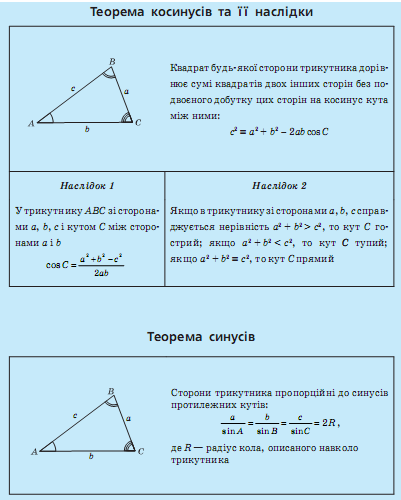 Теорема косинусів та її наслідки
B
c
a
A
b
C
Квадрат будь-якої сторони трикутника дорів-
нює сумі квадратів двох інших сторін без по-
двоєного добутку цих сторін на косинус кута
між ними:
c² = a² + b² − 2ab cos C
Наслідок 1
У трикутнику ABC зі сторона-
ми a, b, c і кутом C між сторо-
нами a і b
cos C = (a² + b² − c²) / 2ab
Наслідок 2
Якщо в трикутнику зі сторонами a, b, c справ-
джується нерівність a² + b² > c², то кут C го-
стрий; якщо a² + b² < c², то кут C тупий;
якщо a² + b² = c², то кут C прямий
Теорема синусів
B
c
a
A
b
C
Сторони трикутника пропорційні до синусів
протилежних кутів:
a / sin A = b / sin B = c / sin C = 2R ,
де R — радіус кола, описаного навколо
трикутника